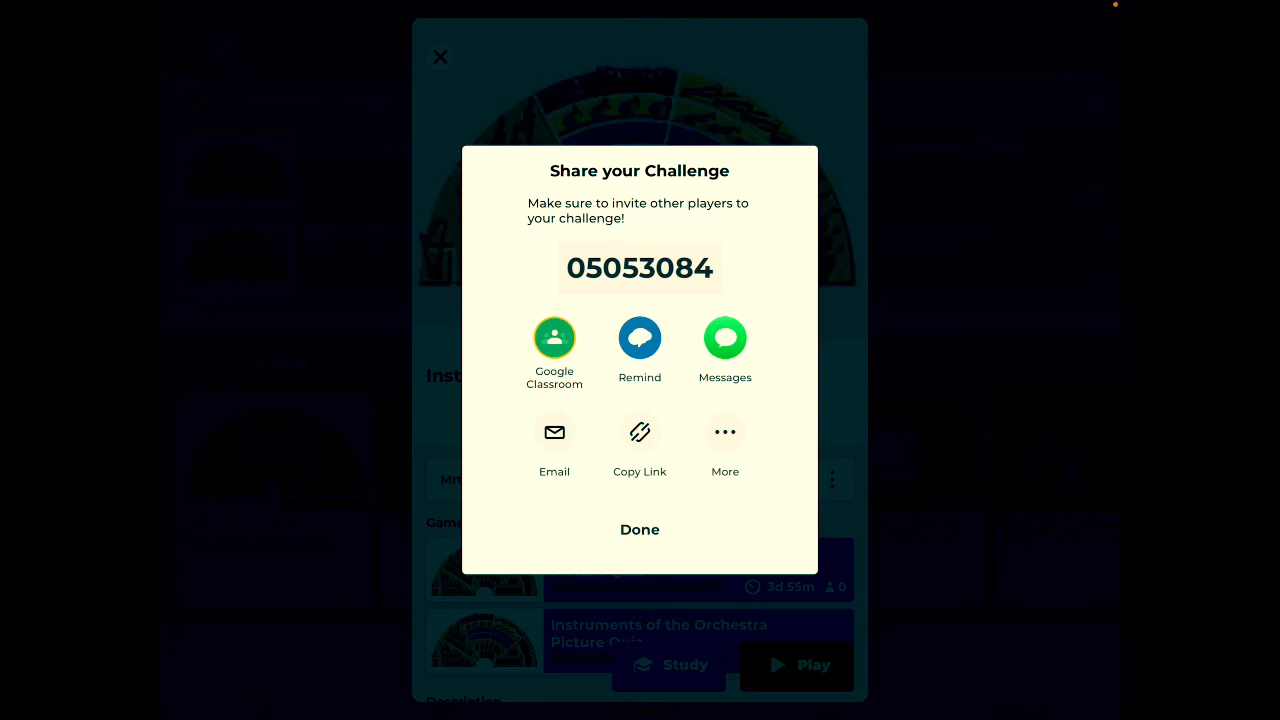 Share your Challenge
Make sure to invite other players to
your challenge!
05053084
Google
Classroom
Remind
Messages
Email
Copy Link
More
Done
Inst
Game
3d 55m
0
Instruments of the Orchestra
Picture Quiz
Study
Play
Description